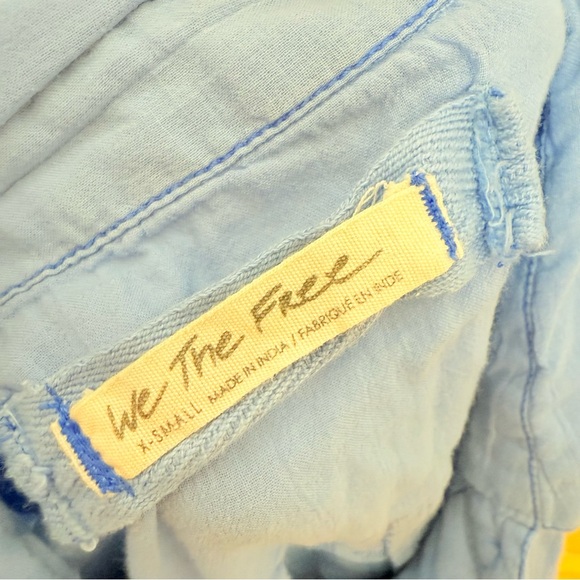 We The Free
X-SMALL MADE IN INDIA / FABRIQUÉ EN INDE